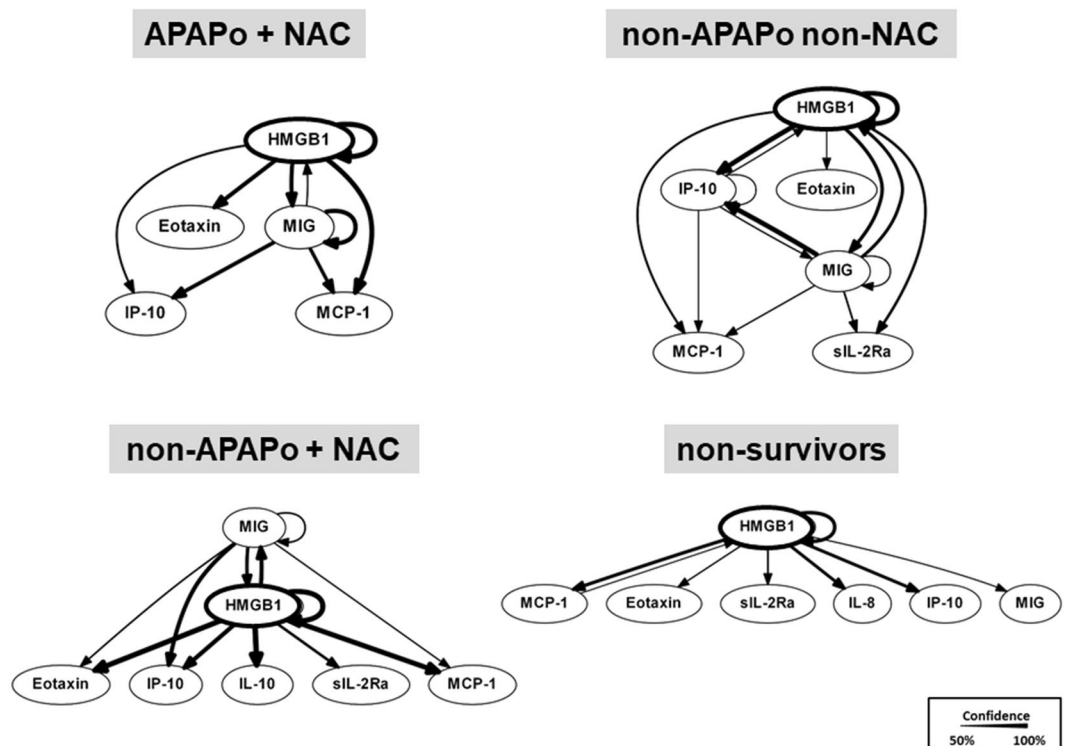 APAPo + NAC
HMGB1
Eotaxin
MIG
IP-10
MCP-1
non-APAPo non-NAC
HMGB1
IP-10
Eotaxin
MIG
MCP-1
sIL-2Ra
non-APAPo + NAC
MIG
HMGB1
Eotaxin
IP-10
IL-10
sIL-2Ra
MCP-1
non-survivors
HMGB1
MCP-1
Eotaxin
sIL-2Ra
IL-8
IP-10
MIG
Confidence
50% 100%